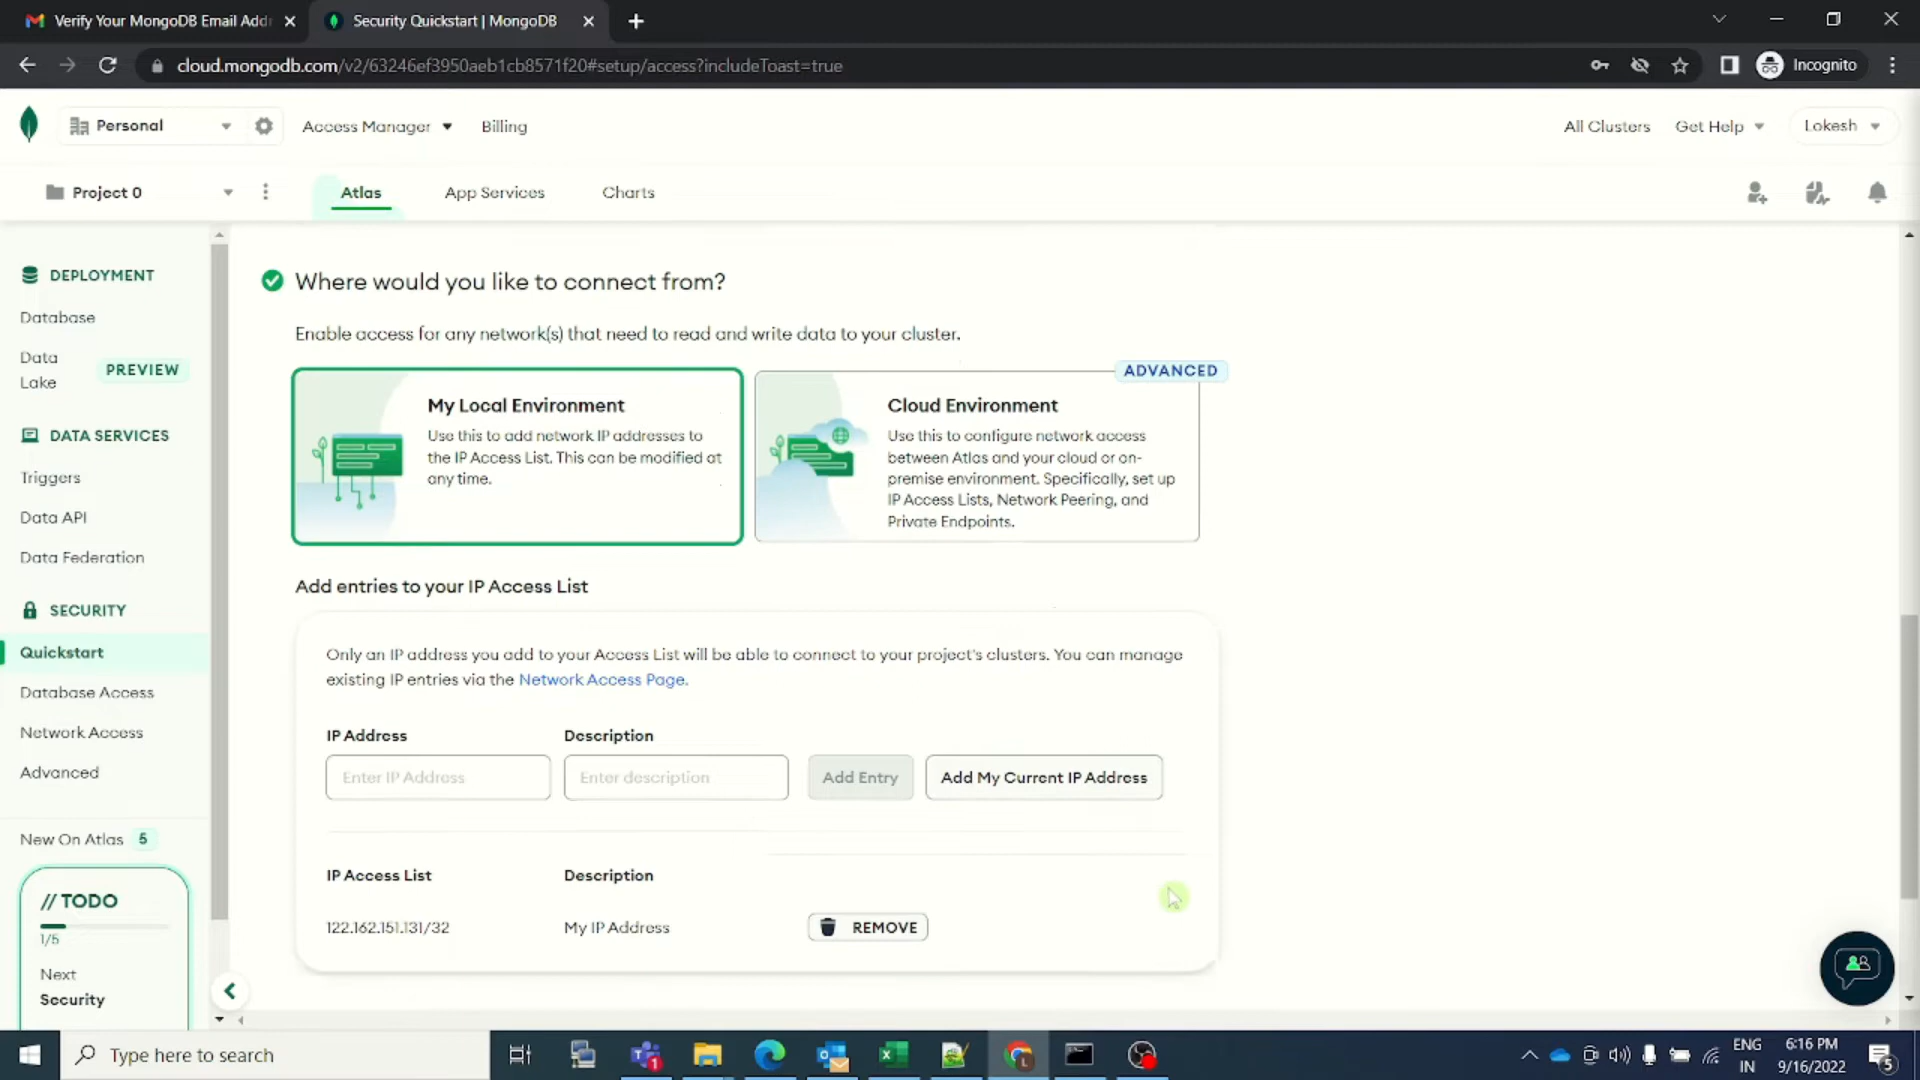 Verify Your MongoDB Email Addr
Security Quickstart | MongoDB
cloud.mongodb.com/v2/63246ef3950aeb1cb8571f20#setup/access?includeToast=true
Incognito
Personal
Access Manager
Billing
All Clusters
Get Help
Lokesh
Project 0
Atlas
App Services
Charts
DEPLOYMENT
Database
Data
Lake
PREVIEW
DATA SERVICES
Triggers
Data API
Data Federation
SECURITY
Quickstart
Database Access
Network Access
Advanced
New On Atlas 5
// TODO
1/5
Next
Security
Where would you like to connect from?
Enable access for any network(s) that need to read and write data to your cluster.
My Local Environment
Use this to add network IP addresses to
the IP Access List. This can be modified at
any time.
ADVANCED
Cloud Environment
Use this to configure network access
between Atlas and your cloud or on-
premise environment. Specifically, set up
IP Access Lists, Network Peering, and
Private Endpoints.
Add entries to your IP Access List
Only an IP address you add to your Access List will be able to connect to your project's clusters. You can manage
existing IP entries via the Network Access Page.
IP Address
Description
Enter IP Address
Enter description
Add Entry
Add My Current IP Address
IP Access List
Description
122.162.151.131/32
My IP Address
REMOVE
Type here to search
1
L
ENG
IN
6:16 PM
9/16/2022
5